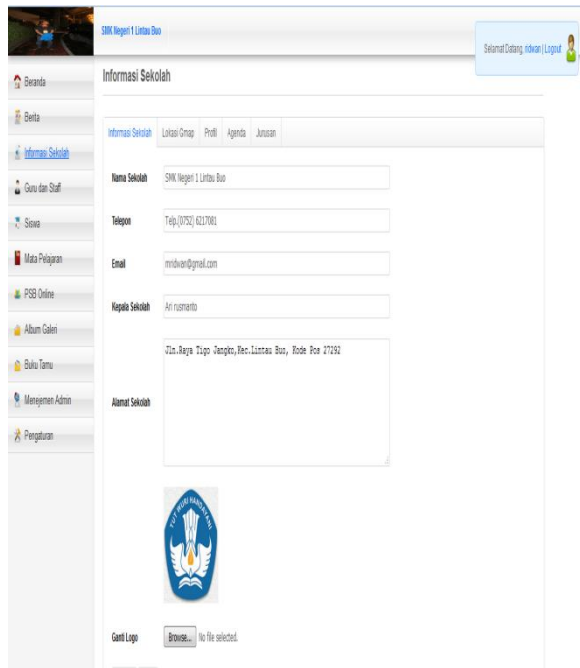 SMK Negeri 1 Lintau Buo
Selamat Datang, ridwan | Logout
Informasi Sekolah
Beranda
Berita
Informasi Sekolah
Guru dan Staff
Siswa
Mata Pelajaran
PSB Online
Album Galeri
Buku Tamu
Menejemen Admin
Pengaturan
Informasi Sekolah Lokasi Gmap Profil Agenda Jurusan
Nama Sekolah SMK Negeri 1 Lintau Buo
Telepon Telp.(0752) 6217081
Email mridwan@gmail.com
Kepala Sekolah Ari rusmanto
Alamat Sekolah
Jln.Raya Tigo Jangko,Kec.Lintau Buo, Kode Pos 27292
TUT WURI HANDAYANI
Ganti Logo Browse... No file selected.